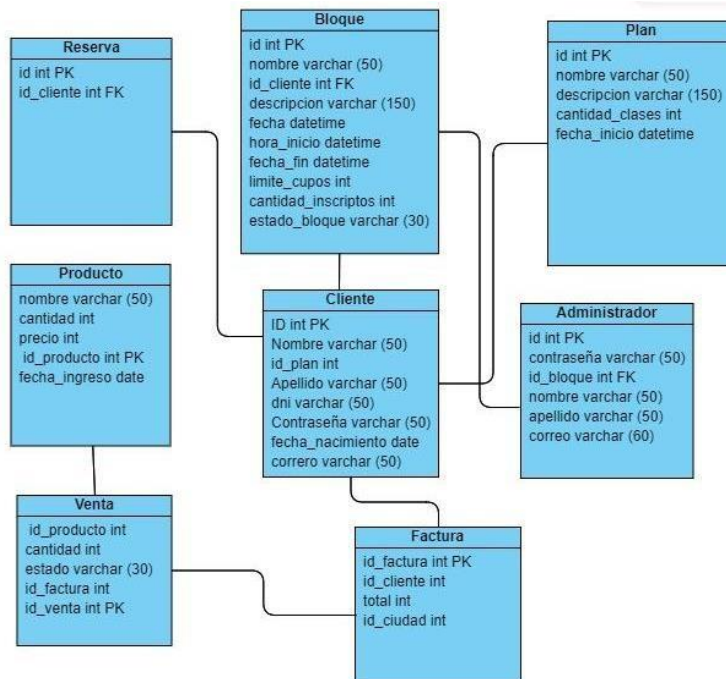 Reserva
id int PK
id_cliente int FK
Bloque
id int PK
nombre varchar (50)
id_cliente int FK
descripcion varchar (150)
fecha datetime
hora_inicio datetime
fecha_fin datetime
limite_cupos int
cantidad_inscriptos int
estado_bloque varchar (30)
Plan
id int PK
nombre varchar (50)
descripcion varchar (150)
cantidad_clases int
fecha_inicio datetime
Producto
nombre varchar (50)
cantidad int
precio int
id_producto int PK
fecha_ingreso date
Cliente
ID int PK
Nombre varchar (50)
id_plan int
Apellido varchar (50)
dni varchar (50)
Contraseña varchar (50)
fecha_nacimiento date
correro varchar (50)
Administrador
id int PK
contraseña varchar (50)
id_bloque int FK
nombre varchar (50)
apellido varchar (50)
correo varchar (60)
Venta
id_producto int
cantidad int
estado varchar (30)
id_factura int
id_venta int PK
Factura
id_factura int PK
id_cliente int
total int
id_ciudad int